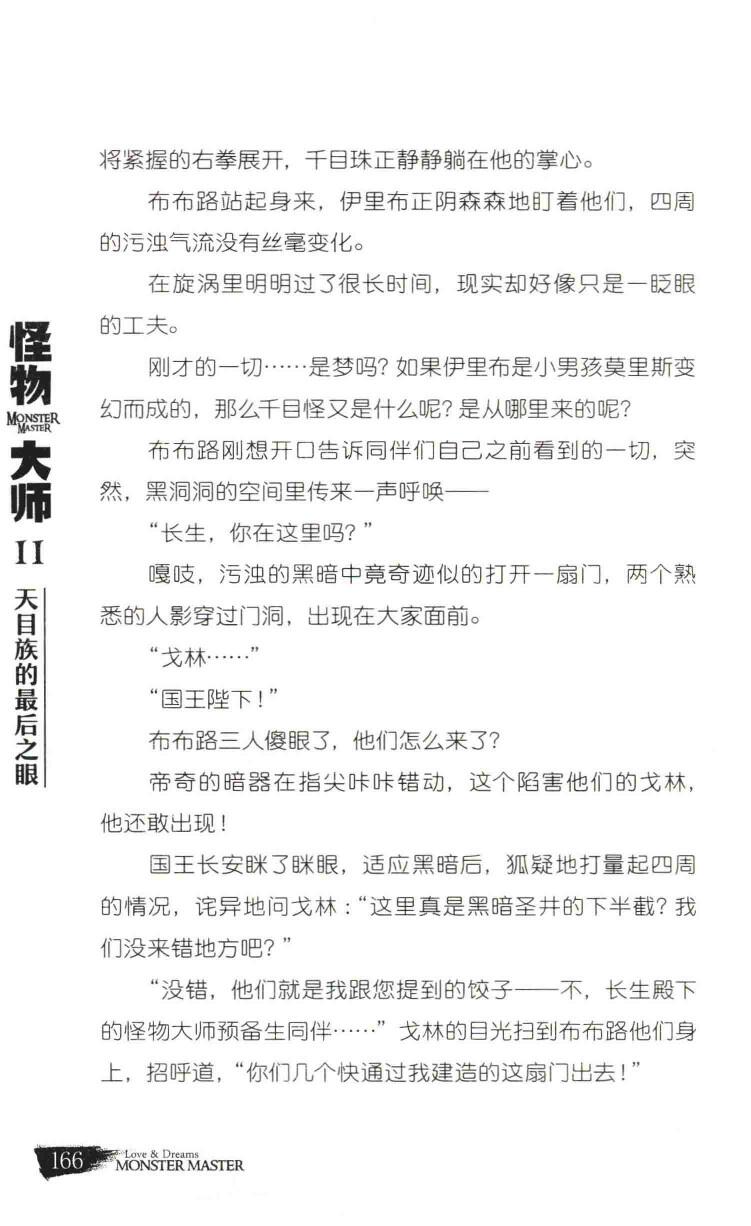 将紧握的右拳展开，千目珠正静静躺在他的掌心。
布布路站起身来，伊里布正阴森森地盯着他们，四周
的污浊气流没有丝毫变化。
在旋涡里明明过了很长时间，现实却好像只是一眨眼
的工夫。
刚才的一切……是梦吗？如果伊里布是小男孩莫里斯变
幻而成的，那么千目怪又是什么呢？是从哪里来的呢？
布布路刚想开口告诉同伴们自己之前看到的一切，突
然，黑洞洞的空间里传来一声呼唤——
“长生，你在这里吗？”
嘎吱，污浊的黑暗中竟奇迹似的打开一扇门，两个熟
悉的人影穿过门洞，出现在大家面前。
“戈林……”
“国王陛下！”
布布路三人傻眼了，他们怎么来了？
帝奇的暗器在指尖咔咔错动，这个陷害他们的戈林，
他还敢出现！
国王长安眯了眯眼，适应黑暗后，狐疑地打量起四周
的情况，诧异地问戈林：“这里真是黑暗圣井的下半截？我
们没来错地方吧？”
“没错，他们就是我跟您提到的饺子——不，长生殿下
的怪物大师预备生同伴……”戈林的目光扫到布布路他们身
上，招呼道，“你们几个快通过我建造的这扇门出去！”
怪物
MONSTER
MASTER
大师
II
天目族的最后之眼
166
Love & Dreams
MONSTER MASTER